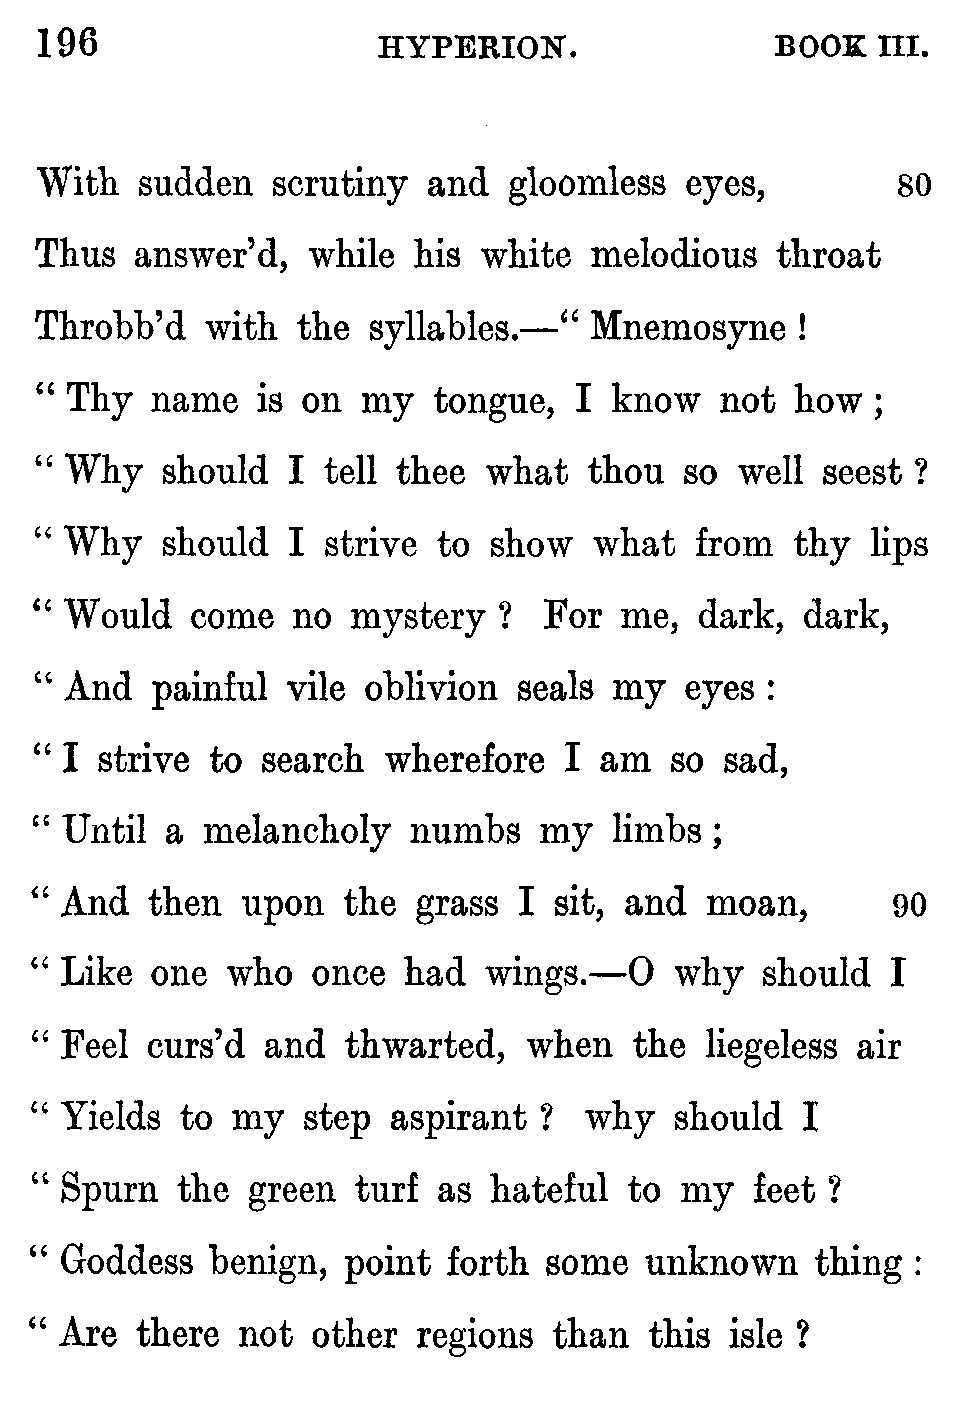 196 HYPERION. BOOK III.
With sudden scrutiny and gloomless eyes, 80
Thus answer'd, while his white melodious throat
Throbb'd with the syllables.—“ Mnemosyne !
“ Thy name is on my tongue, I know not how ;
“ Why should I tell thee what thou so well seest ?
“ Why should I strive to show what from thy lips
“ Would come no mystery ? For me, dark, dark,
“ And painful vile oblivion seals my eyes :
“ I strive to search wherefore I am so sad,
“ Until a melancholy numbs my limbs ;
“ And then upon the grass I sit, and moan, 90
“ Like one who once had wings.—O why should I
“ Feel curs'd and thwarted, when the liegeless air
“ Yields to my step aspirant ? why should I
“ Spurn the green turf as hateful to my feet ?
“ Goddess benign, point forth some unknown thing :
“ Are there not other regions than this isle ?